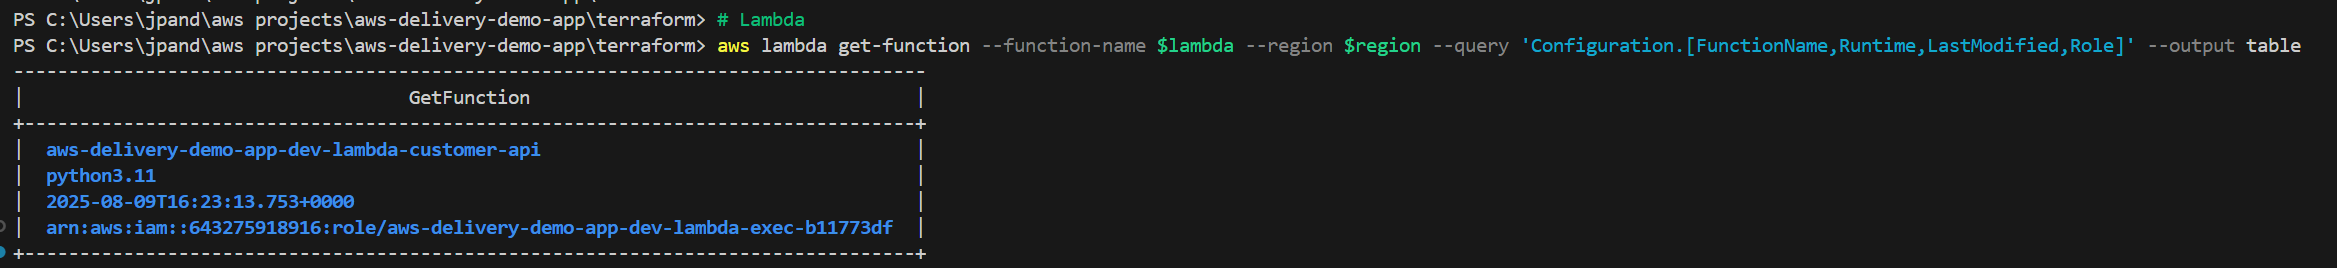 PS C:\Users\jpand\aws projects\aws-delivery-demo-app\terraform> # Lambda
PS C:\Users\jpand\aws projects\aws-delivery-demo-app\terraform> aws lambda get-function --function-name $lambda --region $region --query 'Configuration.[FunctionName,Runtime,LastModified,Role]' --output table
-------------------------------------------------------------------------------
|                                 GetFunction                                 |
+-----------------------------------------------------------------------------+
|  aws-delivery-demo-app-dev-lambda-customer-api                              |
|  python3.11                                                                 |
|  2025-08-09T16:23:13.753+0000                                               |
|  arn:aws:iam::643275918916:role/aws-delivery-demo-app-dev-lambda-exec-b11773df  |
+-----------------------------------------------------------------------------+